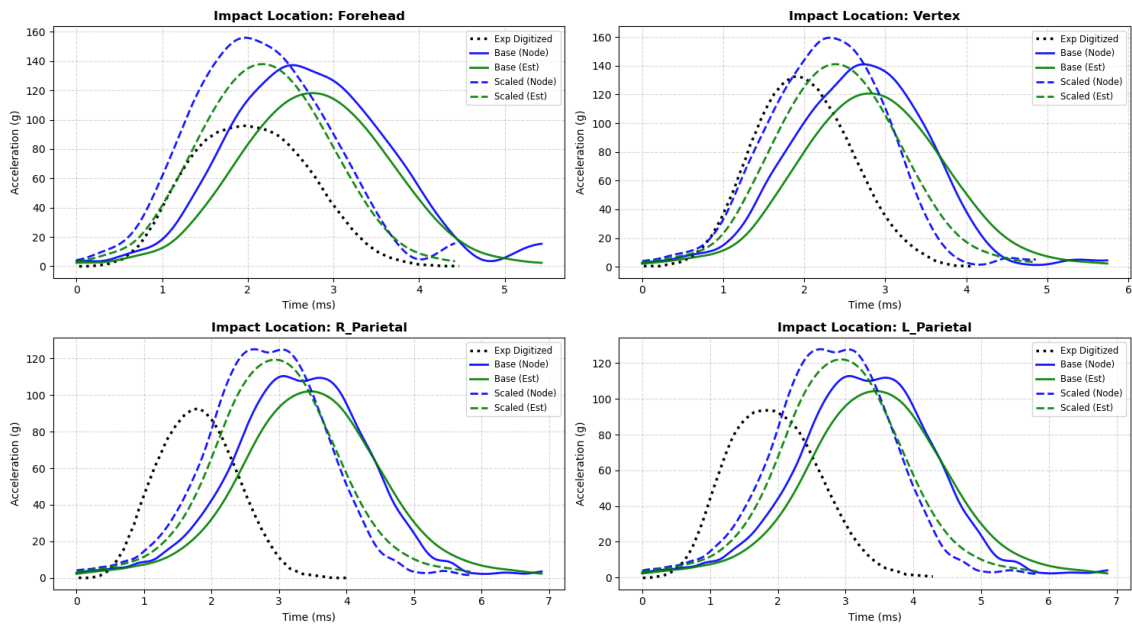 Impact Location: Forehead
Acceleration (g)
160
140
120
100
80
60
40
20
0
Exp Digitized
Base (Node)
Base (Est)
Scaled (Node)
Scaled (Est)
0 1 2 3 4 5
Time (ms)
Impact Location: Vertex
Acceleration (g)
160
140
120
100
80
60
40
20
0
Exp Digitized
Base (Node)
Base (Est)
Scaled (Node)
Scaled (Est)
0 1 2 3 4 5 6
Time (ms)
Impact Location: R_Parietal
Acceleration (g)
120
100
80
60
40
20
0
Exp Digitized
Base (Node)
Base (Est)
Scaled (Node)
Scaled (Est)
0 1 2 3 4 5 6 7
Time (ms)
Impact Location: L_Parietal
Acceleration (g)
120
100
80
60
40
20
0
Exp Digitized
Base (Node)
Base (Est)
Scaled (Node)
Scaled (Est)
0 1 2 3 4 5 6 7
Time (ms)